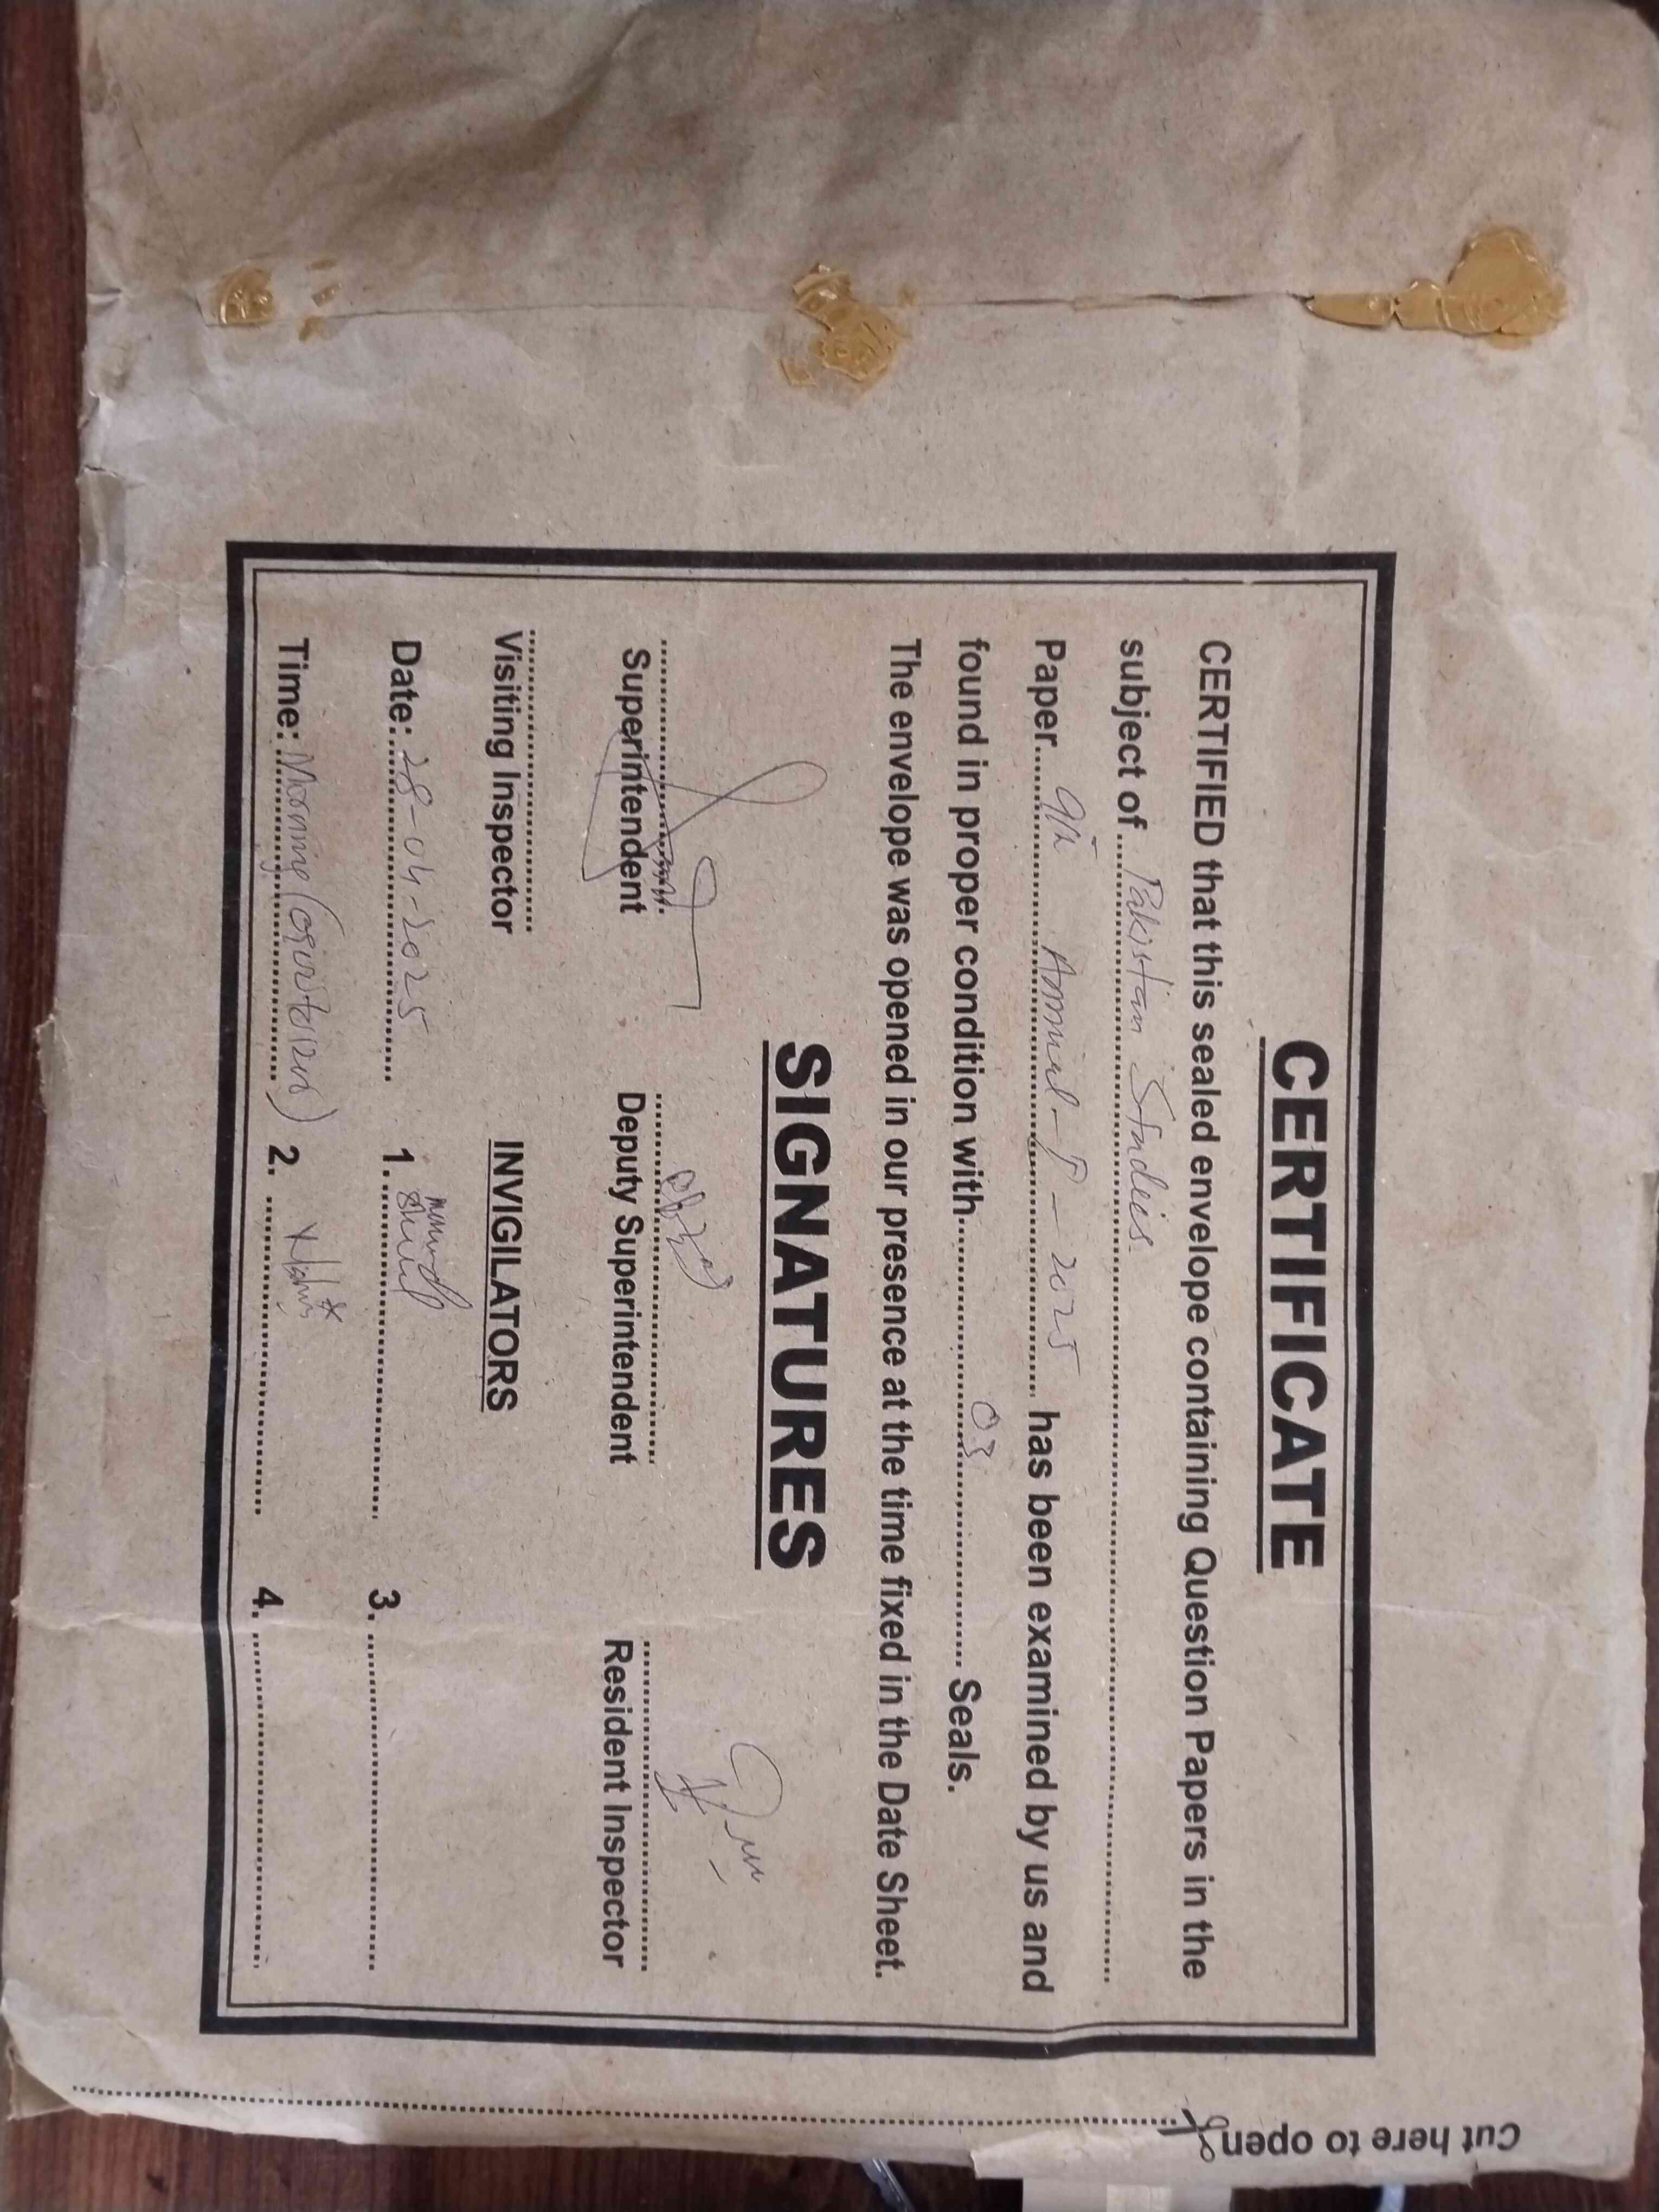 CERTIFICATE
CERTIFIED that this sealed envelope containing Question Papers in the
subject of Pakistan Studies.
Paper 9th Annual-I-2025 has been examined by us and
found in proper condition with 03 Seals.
The envelope was opened in our presence at the time fixed in the Date Sheet.
SIGNATURES
Superintendent Deputy Superintendent Resident Inspector
Visiting Inspector INVIGILATORS
Date: 28-04-2025 1. 3.
Time: Morning 2. 4.
Cut here to open